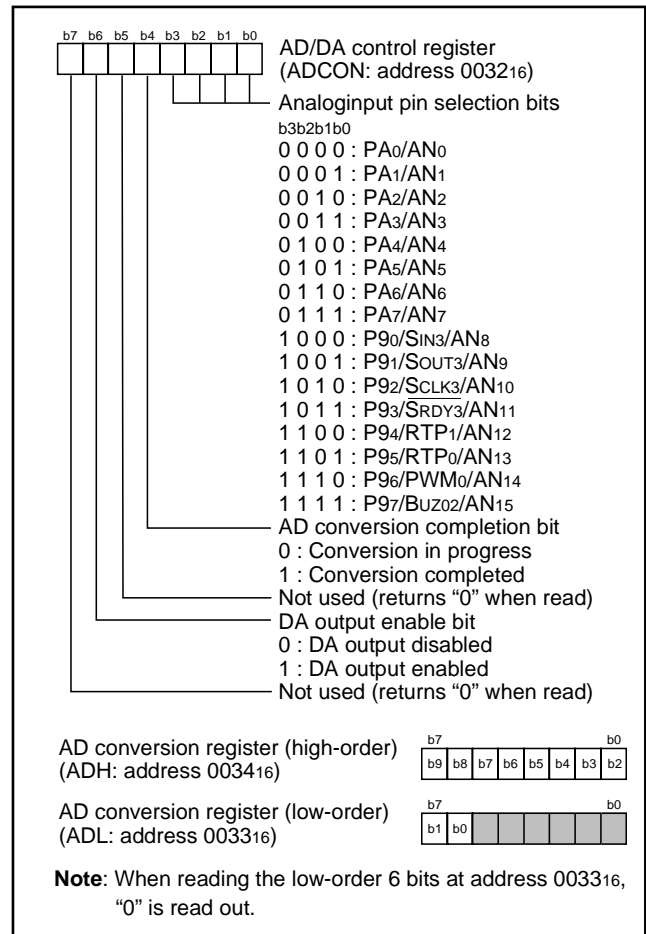 b7 b6 b5 b4 b3 b2 b1 b0
AD/DA control register
(ADCON: address 003216)
Analoginput pin selection bits
b3b2b1b0
0 0 0 0 : PA0/AN0
0 0 0 1 : PA1/AN1
0 0 1 0 : PA2/AN2
0 0 1 1 : PA3/AN3
0 1 0 0 : PA4/AN4
0 1 0 1 : PA5/AN5
0 1 1 0 : PA6/AN6
0 1 1 1 : PA7/AN7
1 0 0 0 : P90/SIN3/AN8
1 0 0 1 : P91/SOUT3/AN9
1 0 1 0 : P92/SCLK3/AN10
1 0 1 1 : P93/SRDY3/AN11
1 1 0 0 : P94/RTP1/AN12
1 1 0 1 : P95/RTP0/AN13
1 1 1 0 : P96/PWM0/AN14
1 1 1 1 : P97/BUZ02/AN15
AD conversion completion bit
0 : Conversion in progress
1 : Conversion completed
Not used (returns “0” when read)
DA output enable bit
0 : DA output disabled
1 : DA output enabled
Not used (returns “0” when read)
AD conversion register (high-order)
(ADH: address 003416)
b7 b0
b9 b8 b7 b6 b5 b4 b3 b2
AD conversion register (low-order)
(ADL: address 003316)
b7 b0
b1 b0
Note: When reading the low-order 6 bits at address 003316,
“0” is read out.